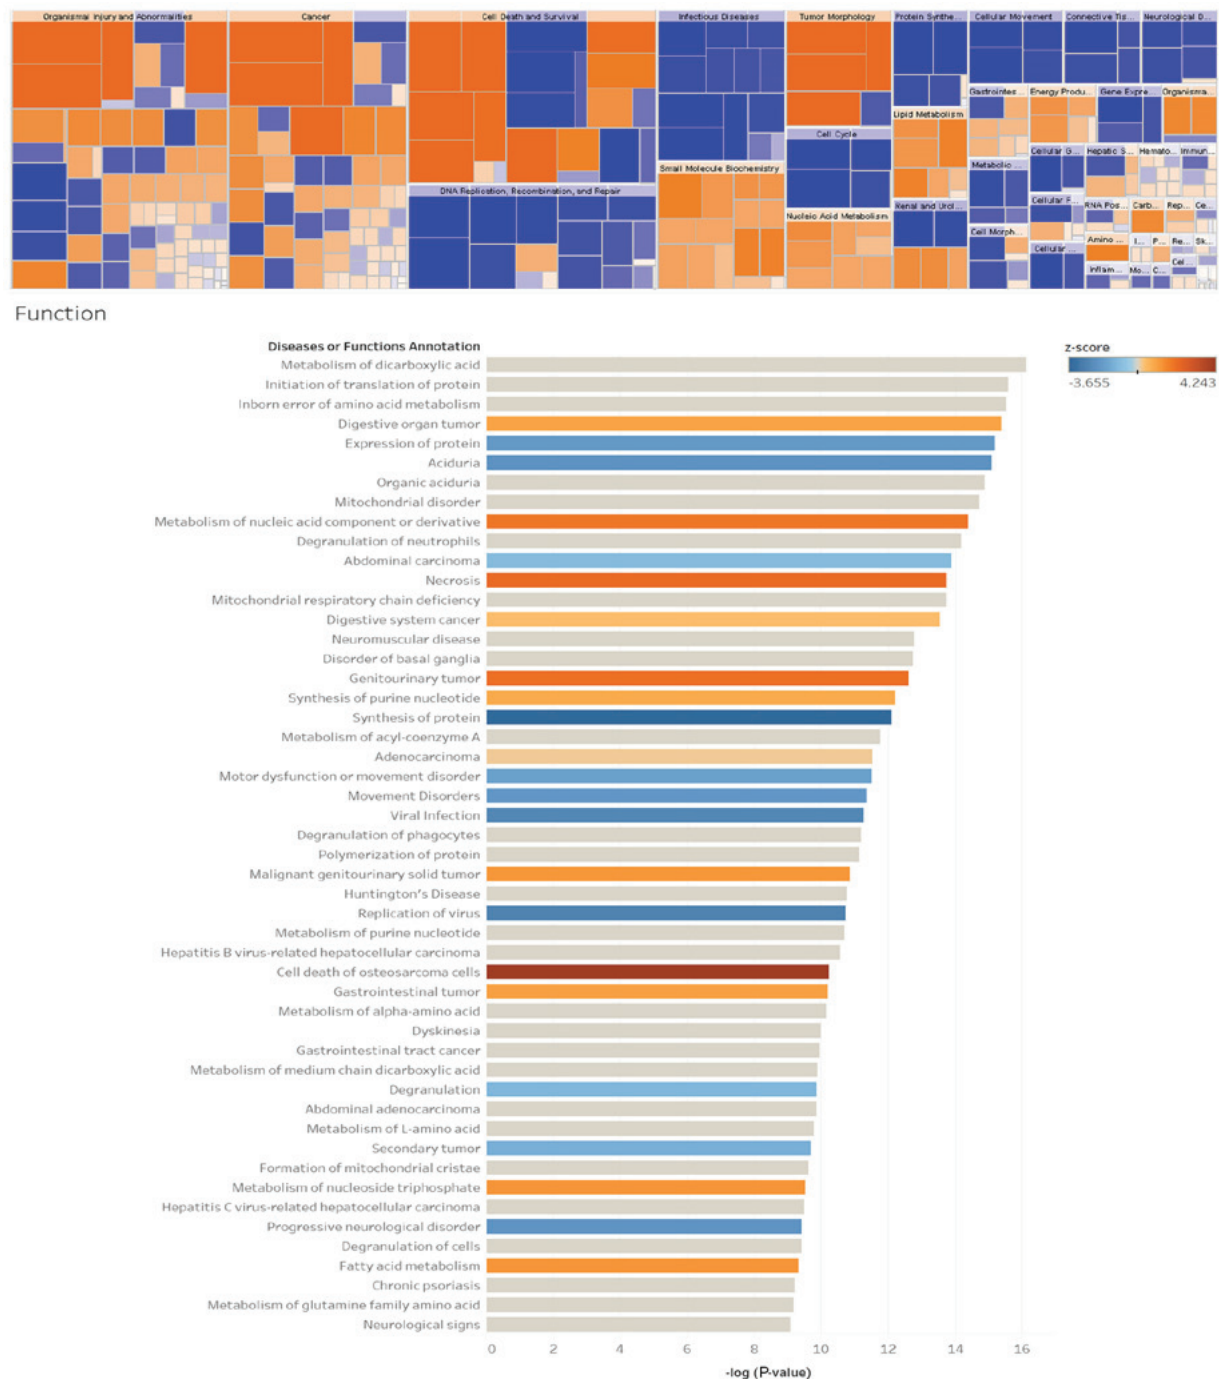 Organismal Injury and Abnormalities
Cancer
Cell Death and Survival
Infectious Diseases
Tumor Morphology
Protein Synthe...
Cellular Movement
Connective Tis...
Neurological D...
Gastrointes...
Energy Produ...
Gene Expre...
Organisma...
Lipid Metabolism
Cell Cycle
Cellular G...
Hepatic S...
Hemato...
Immun...
Small Molecule Biochemistry
Metabolic ...
DNA Replication, Recombination, and Repair
Renal and Urol...
Cellular F...
RNA Pos...
Carb...
Rep...
Ce...
Nucleic Acid Metabolism
Cell Morph...
Cellular ...
Amino ...
I...
P...
Re...
Sk...
Cel...
Inflam...
Mo...
C...
Function
Diseases or Functions Annotation
Metabolism of dicarboxylic acid
Initiation of translation of protein
Inborn error of amino acid metabolism
Digestive organ tumor
Expression of protein
Aciduria
Organic aciduria
Mitochondrial disorder
Metabolism of nucleic acid component or derivative
Degranulation of neutrophils
Abdominal carcinoma
Necrosis
Mitochondrial respiratory chain deficiency
Digestive system cancer
Neuromuscular disease
Disorder of basal ganglia
Genitourinary tumor
Synthesis of purine nucleotide
Synthesis of protein
Metabolism of acyl-coenzyme A
Adenocarcinoma
Motor dysfunction or movement disorder
Movement Disorders
Viral Infection
Degranulation of phagocytes
Polymerization of protein
Malignant genitourinary solid tumor
Huntington's Disease
Replication of virus
Metabolism of purine nucleotide
Hepatitis B virus-related hepatocellular carcinoma
Cell death of osteosarcoma cells
Gastrointestinal tumor
Metabolism of alpha-amino acid
Dyskinesia
Gastrointestinal tract cancer
Metabolism of medium chain dicarboxylic acid
Degranulation
Abdominal adenocarcinoma
Metabolism of L-amino acid
Secondary tumor
Formation of mitochondrial cristae
Metabolism of nucleoside triphosphate
Hepatitis C virus-related hepatocellular carcinoma
Progressive neurological disorder
Degranulation of cells
Fatty acid metabolism
Chronic psoriasis
Metabolism of glutamine family amino acid
Neurological signs
0 2 4 6 8 10 12 14 16
-log (P-value)
z-score
-3.655 4.243